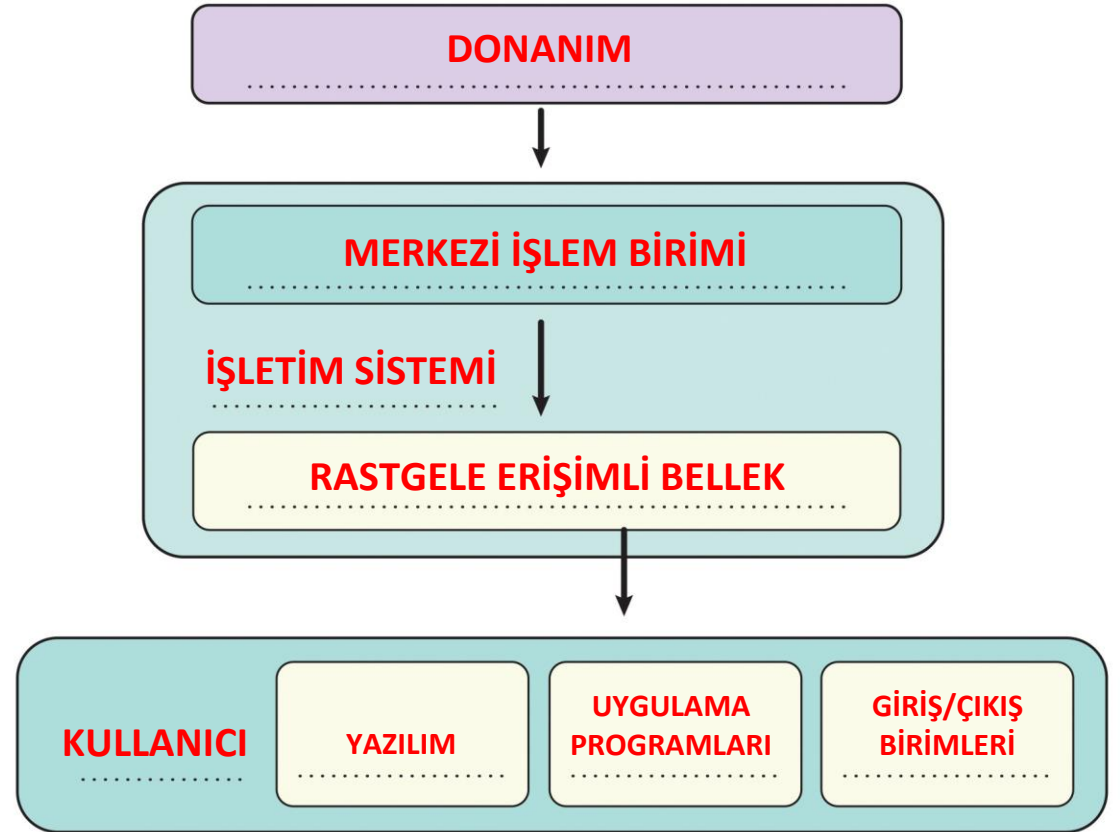 DONANIM
MERKEZİ İŞLEM BİRİMİ
İŞLETİM SİSTEMİ
RASTGELE ERİŞİMLİ BELLEK
KULLANICI
YAZILIM
UYGULAMA
PROGRAMLARI
GİRİŞ/ÇIKIŞ
BİRİMLERİ